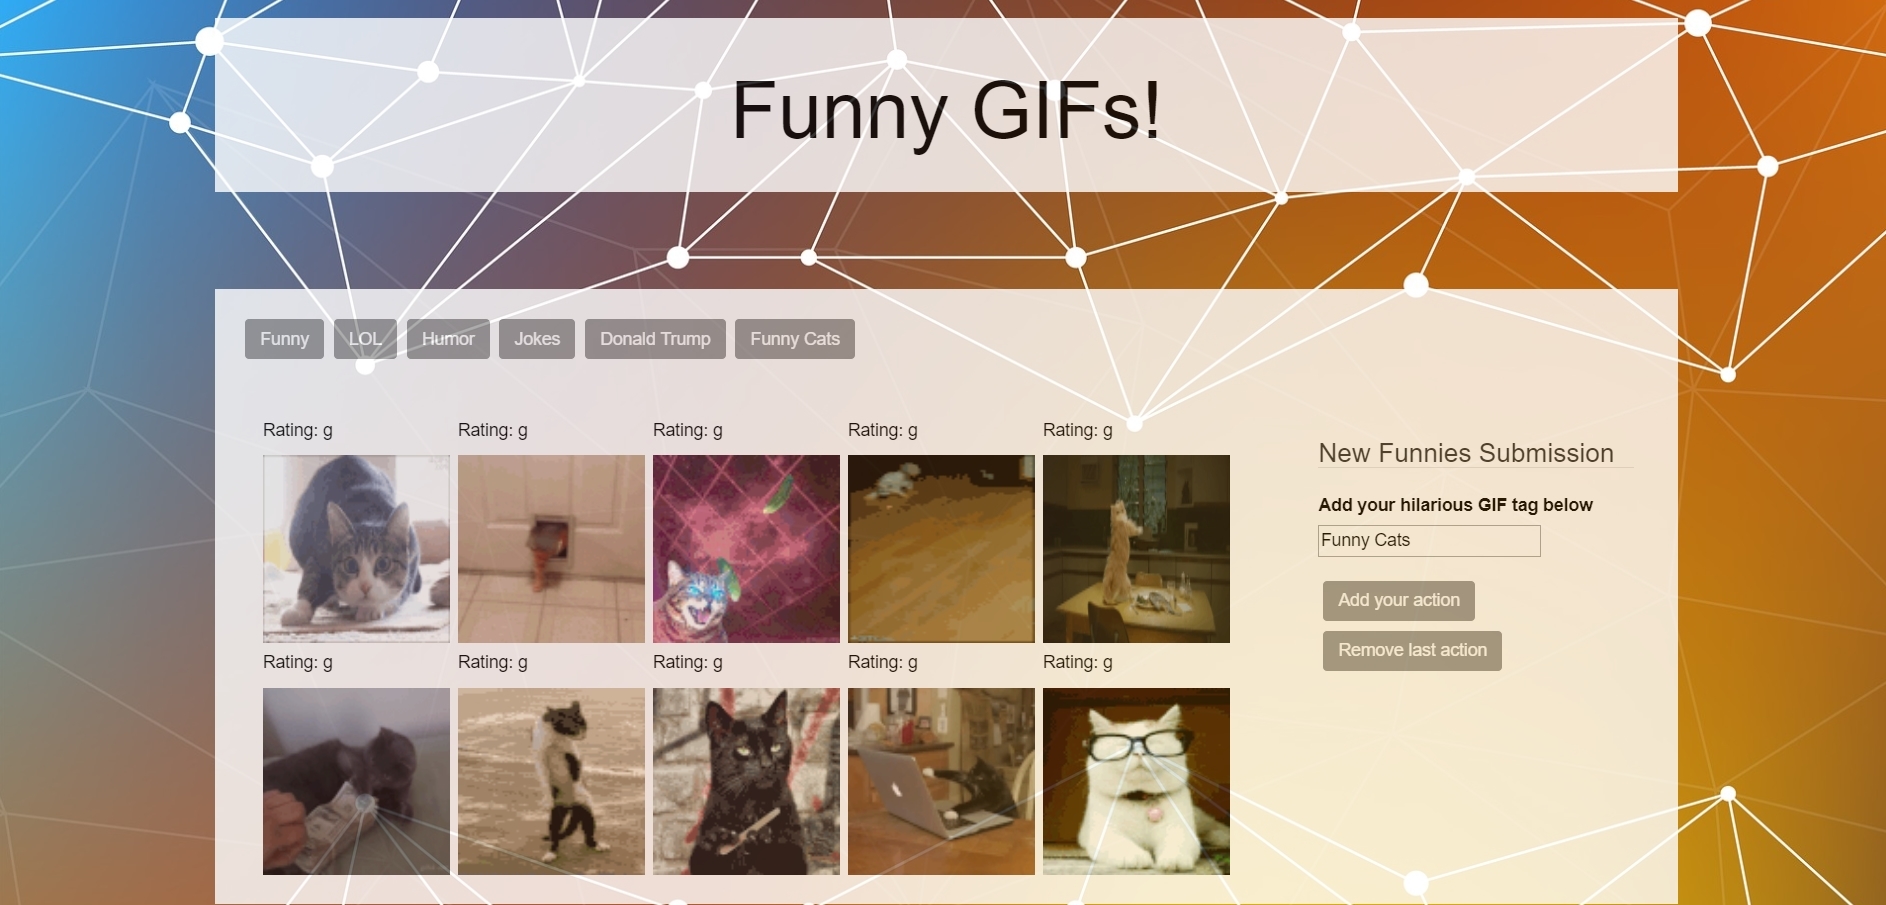 Funny GIFs!
Funny LOL Humor Jokes Donald Trump Funny Cats
Rating: g Rating: g Rating: g Rating: g Rating: g
New Funnies Submission
Add your hilarious GIF tag below
Funny Cats
Add your action
Remove last action
Rating: g Rating: g Rating: g Rating: g Rating: g